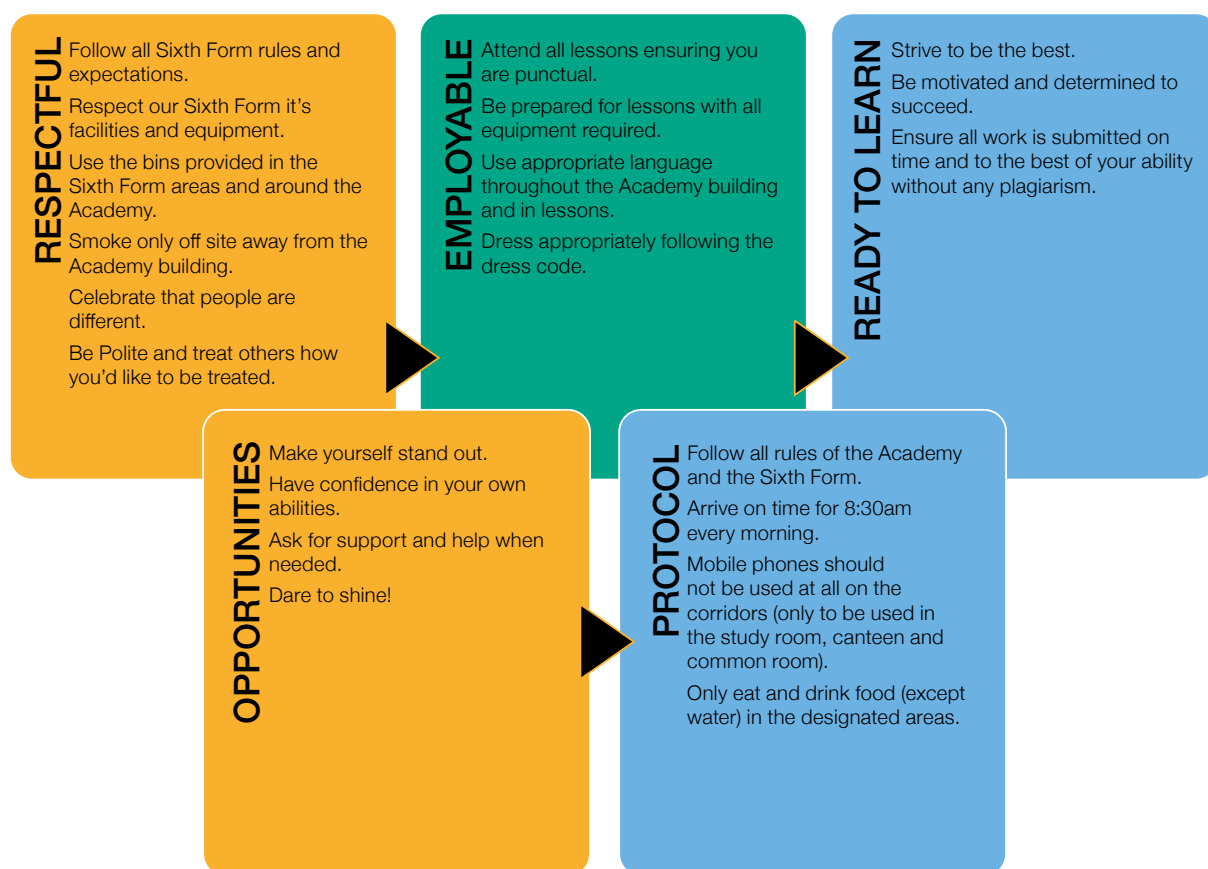 RESPECTFUL
Follow all Sixth Form rules and
expectations.
Respect our Sixth Form it's
facilities and equipment.
Use the bins provided in the
Sixth Form areas and around the
Academy.
Smoke only off site away from the
Academy building.
Celebrate that people are
different.
Be Polite and treat others how
you'd like to be treated.
EMPLOYABLE
Attend all lessons ensuring you
are punctual.
Be prepared for lessons with all
equipment required.
Use appropriate language
throughout the Academy building
and in lessons.
Dress appropriately following the
dress code.
READY TO LEARN
Strive to be the best.
Be motivated and determined to
succeed.
Ensure all work is submitted on
time and to the best of your ability
without any plagiarism.
OPPORTUNITIES
Make yourself stand out.
Have confidence in your own
abilities.
Ask for support and help when
needed.
Dare to shine!
PROTOCOL
Follow all rules of the Academy
and the Sixth Form.
Arrive on time for 8:30am
every morning.
Mobile phones should
not be used at all on the
corridors (only to be used in
the study room, canteen and
common room).
Only eat and drink food (except
water) in the designated areas.